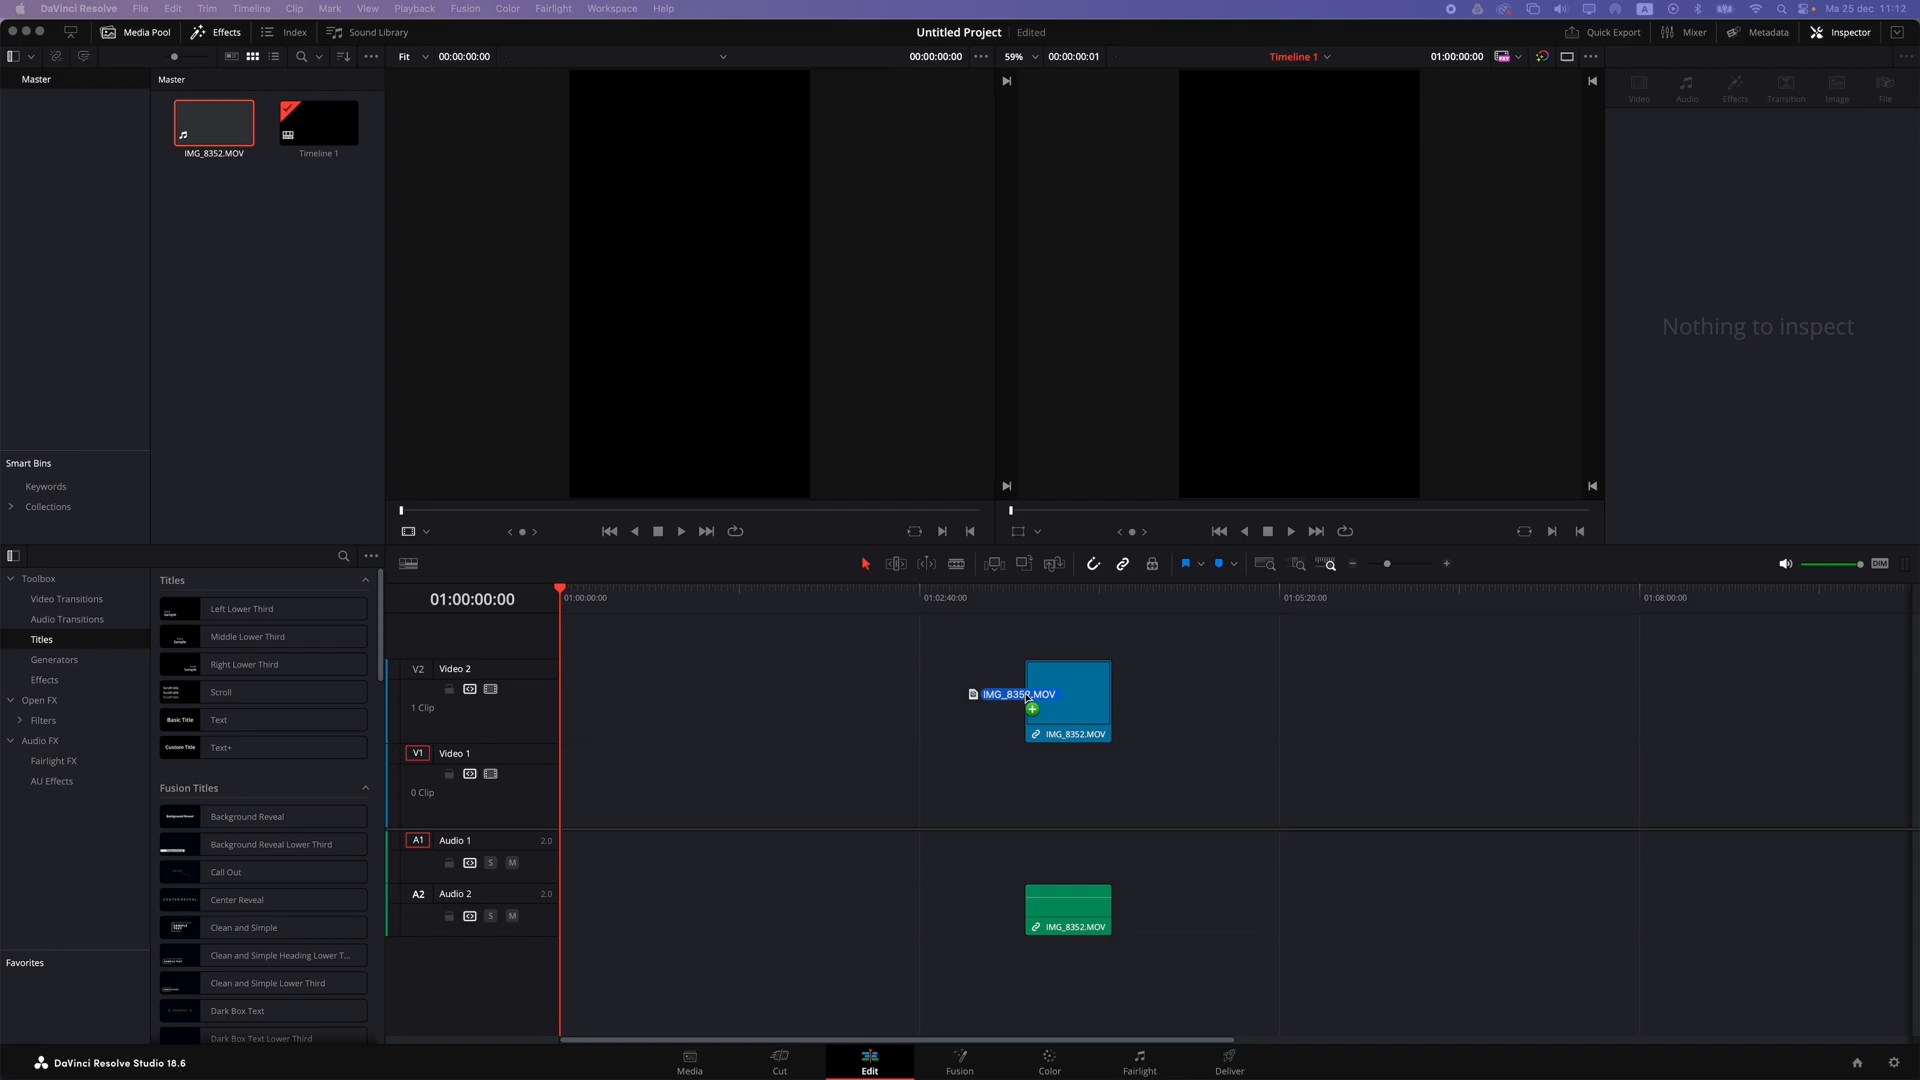 DaVinci Resolve File Edit Trim Timeline Clip Mark View Playback Fusion Color Fairlight Workspace Help
Ma 25 dec 11:12
Media Pool Effects Index Sound Library
Untitled Project Edited
Quick Export Mixer Metadata Inspector
Fit 00:00:00:00 00:00:00:00
59% 00:00:00:01 Timeline 1 01:00:00:00
Master
Master
Video Audio Effects Transition Image File
IMG_8352.MOV Timeline 1
Nothing to inspect
Smart Bins
Keywords
Collections
DIM
Toolbox
Video Transitions
Audio Transitions
Titles
Generators
Effects
Open FX
Filters
Audio FX
Fairlight FX
AU Effects
Favorites
Titles
Left Lower Third
Middle Lower Third
Right Lower Third
Scroll
Basic Title Text
Custom Title Text+
Fusion Titles
Background Reveal
Background Reveal Lower Third
Call Out
Center Reveal
Clean and Simple
Clean and Simple Heading Lower T...
Clean and Simple Lower Third
Dark Box Text
Dark Box Text Lower Third
01:00:00:00
01:00:00:00 01:02:40:00 01:05:20:00 01:08:00:00
V2 Video 2
1 Clip
IMG_8352.MOV
IMG_8352.MOV
V1 Video 1
0 Clip
A1 Audio 1 2.0
S M
A2 Audio 2 2.0
S M
IMG_8352.MOV
DaVinci Resolve Studio 18.6
Media Cut Edit Fusion Color Fairlight Deliver